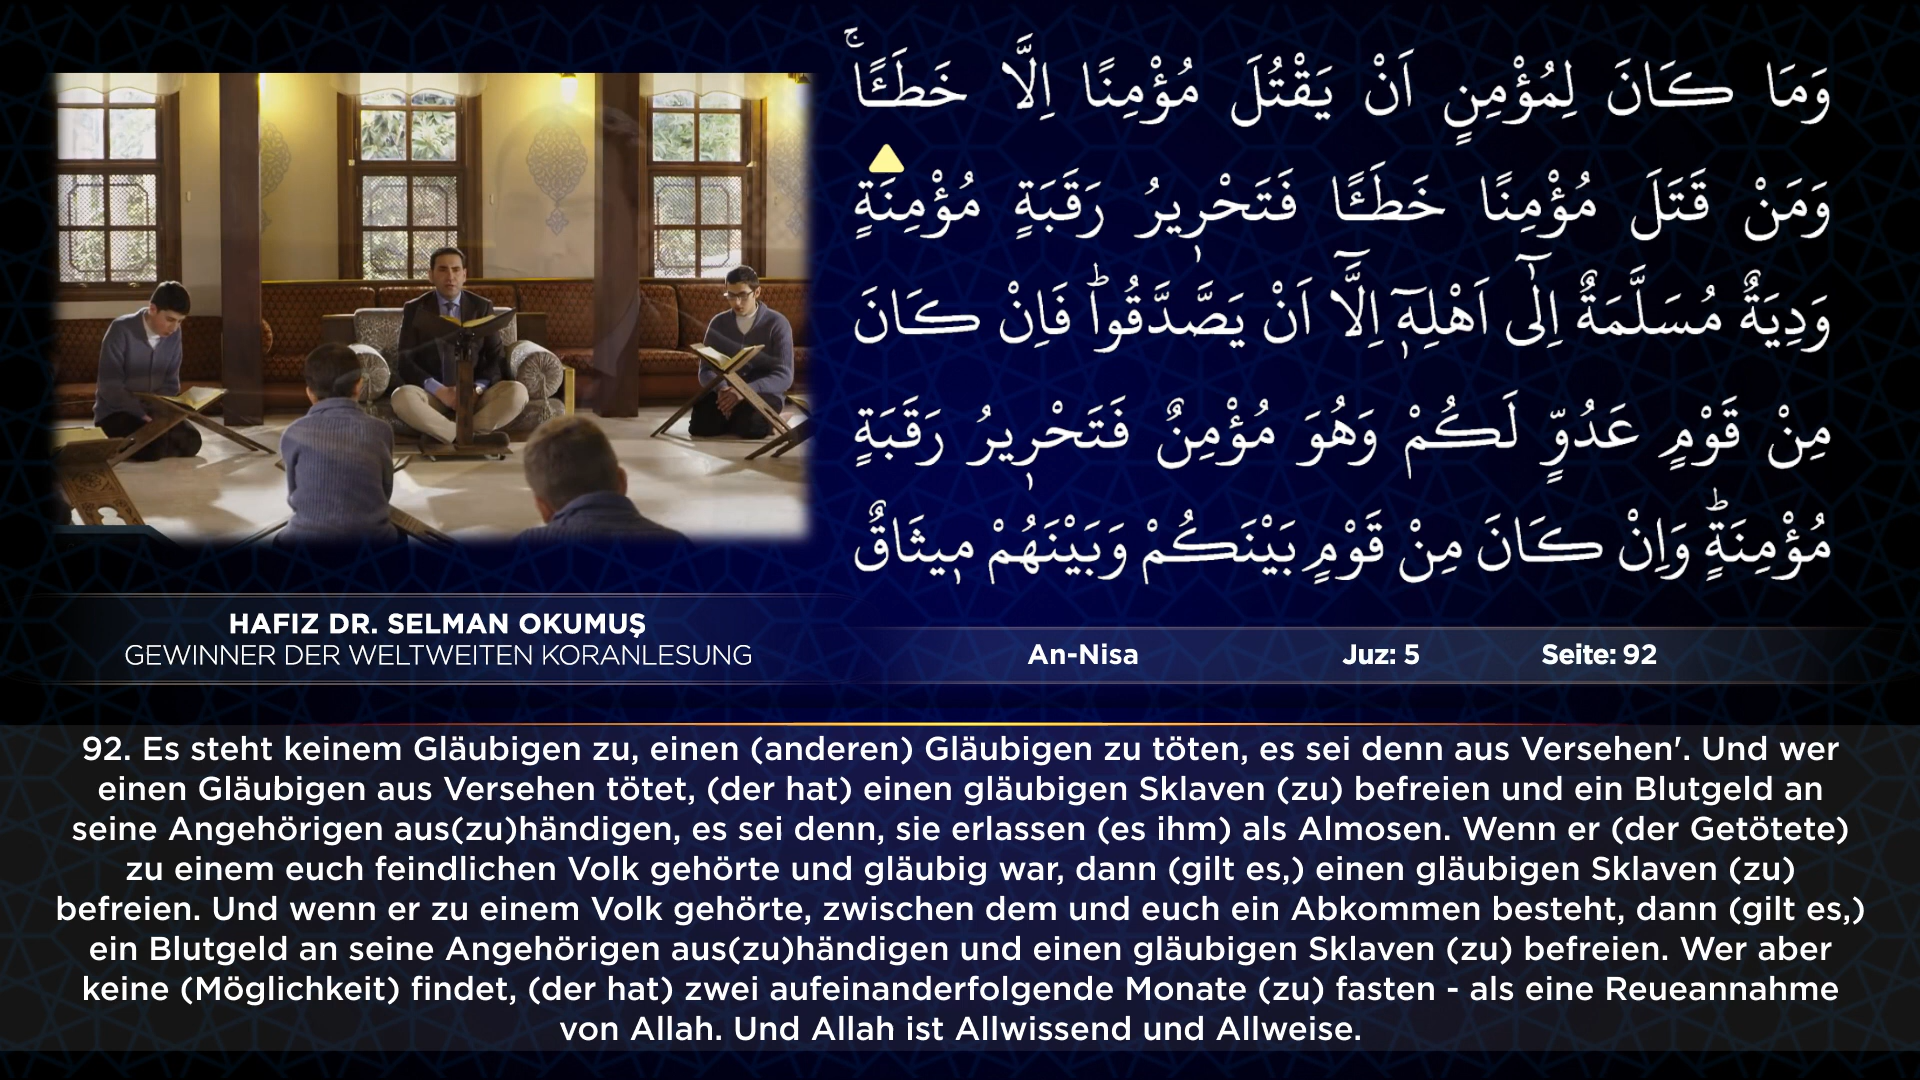 وَمَا كَانَ لِمُؤْمِنٍ اَنْ يَقْتُلَ مُؤْمِنًا اِلَّا خَطَـًٔاۚ
وَمَنْ قَتَلَ مُؤْمِنًا خَطَـًٔا فَتَحْرٖيرُ رَقَبَةٍ مُؤْمِنَةٍ
وَدِيَةٌ مُسَلَّمَةٌ اِلٰٓى اَهْلِهٖٓ اِلَّٓا اَنْ يَصَّدَّقُواؕ فَاِنْ كَانَ
مِنْ قَوْمٍ عَدُوٍّ لَكُمْ وَهُوَ مُؤْمِنٌ فَتَحْرٖيرُ رَقَبَةٍ
مُؤْمِنَةٍؕ وَاِنْ كَانَ مِنْ قَوْمٍ بَيْنَكُمْ وَبَيْنَهُمْ مٖيثَاقٌ
HAFIZ DR. SELMAN OKUMUŞ
GEWINNER DER WELTWEITEN KORANLESUNG
An-Nisa Juz: 5 Seite: 92
92. Es steht keinem Gläubigen zu, einen (anderen) Gläubigen zu töten, es sei denn aus Versehen'. Und wer
einen Gläubigen aus Versehen tötet, (der hat) einen gläubigen Sklaven (zu) befreien und ein Blutgeld an
seine Angehörigen aus(zu)händigen, es sei denn, sie erlassen (es ihm) als Almosen. Wenn er (der Getötete)
zu einem euch feindlichen Volk gehörte und gläubig war, dann (gilt es,) einen gläubigen Sklaven (zu)
befreien. Und wenn er zu einem Volk gehörte, zwischen dem und euch ein Abkommen besteht, dann (gilt es,)
ein Blutgeld an seine Angehörigen aus(zu)händigen und einen gläubigen Sklaven (zu) befreien. Wer aber
keine (Möglichkeit) findet, (der hat) zwei aufeinanderfolgende Monate (zu) fasten - als eine Reueannahme
von Allah. Und Allah ist Allwissend und Allweise.